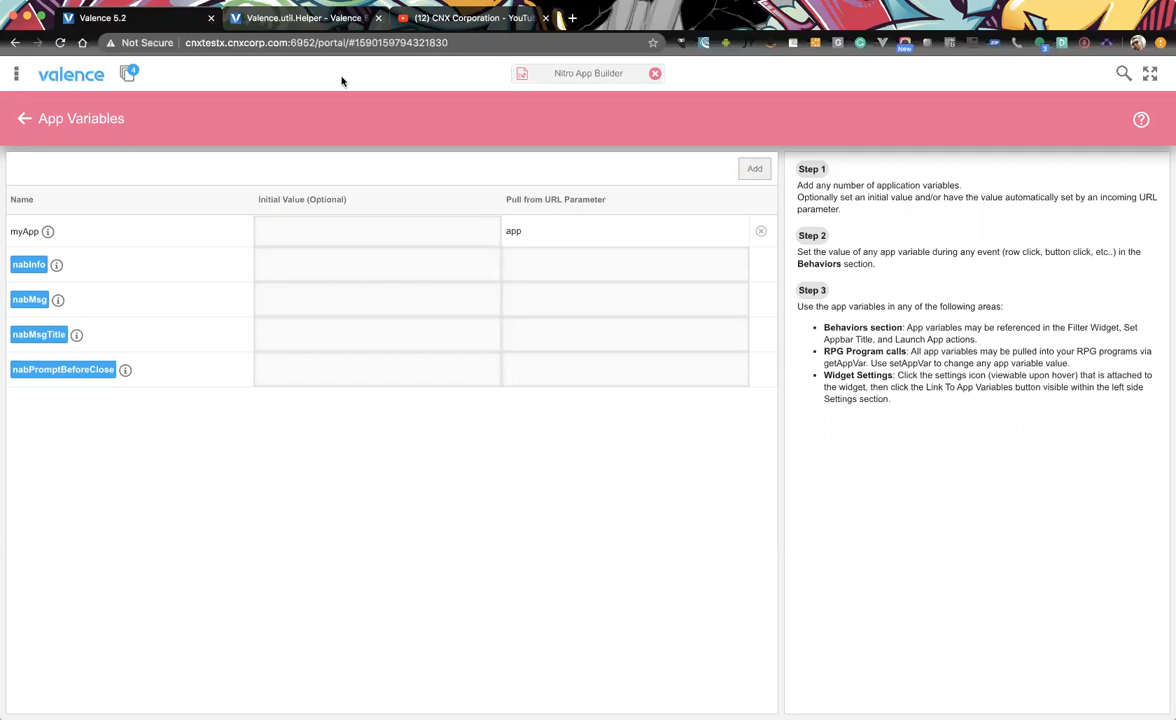 Valence 5.2
Valence.util.Helper - Valence 5
(12) CNX Corporation - YouTu
Not Secure
cnxtestx.cnxcorp.com:6952/portal/#1590159794321830
New
3
valence
4
Nitro App Builder
App Variables
Add
Name
Initial Value (Optional)
Pull from URL Parameter
myApp
app
nabInfo
nabMsg
nabMsgTitle
nabPromptBeforeClose
Step 1
Add any number of application variables.
Optionally set an initial value and/or have the value automatically set by an incoming URL
parameter.
Step 2
Set the value of any app variable during any event (row click, button click, etc..) in the
Behaviors section.
Step 3
Use the app variables in any of the following areas:
• Behaviors section: App variables may be referenced in the Filter Widget, Set
Appbar Title, and Launch App actions.
• RPG Program calls: All app variables may be pulled into your RPG programs via
getAppVar. Use setAppVar to change any app variable value.
• Widget Settings: Click the settings icon (viewable upon hover) that is attached to
the widget, then click the Link To App Variables button visible within the left side
Settings section.